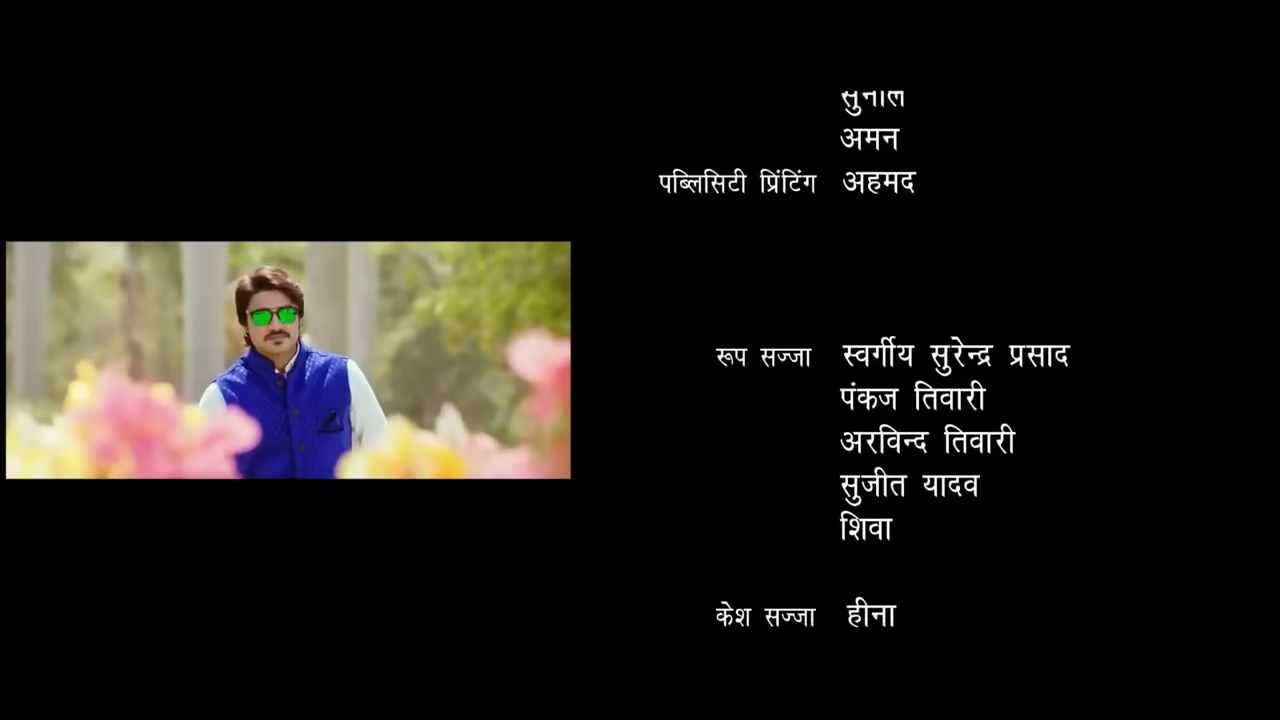 सुनील
अमन
पब्लिसिटी प्रिंटिंग अहमद
रूप सज्जा स्वर्गीय सुरेन्द्र प्रसाद
पंकज तिवारी
अरविन्द तिवारी
सुजीत यादव
शिवा
केश सज्जा हीना